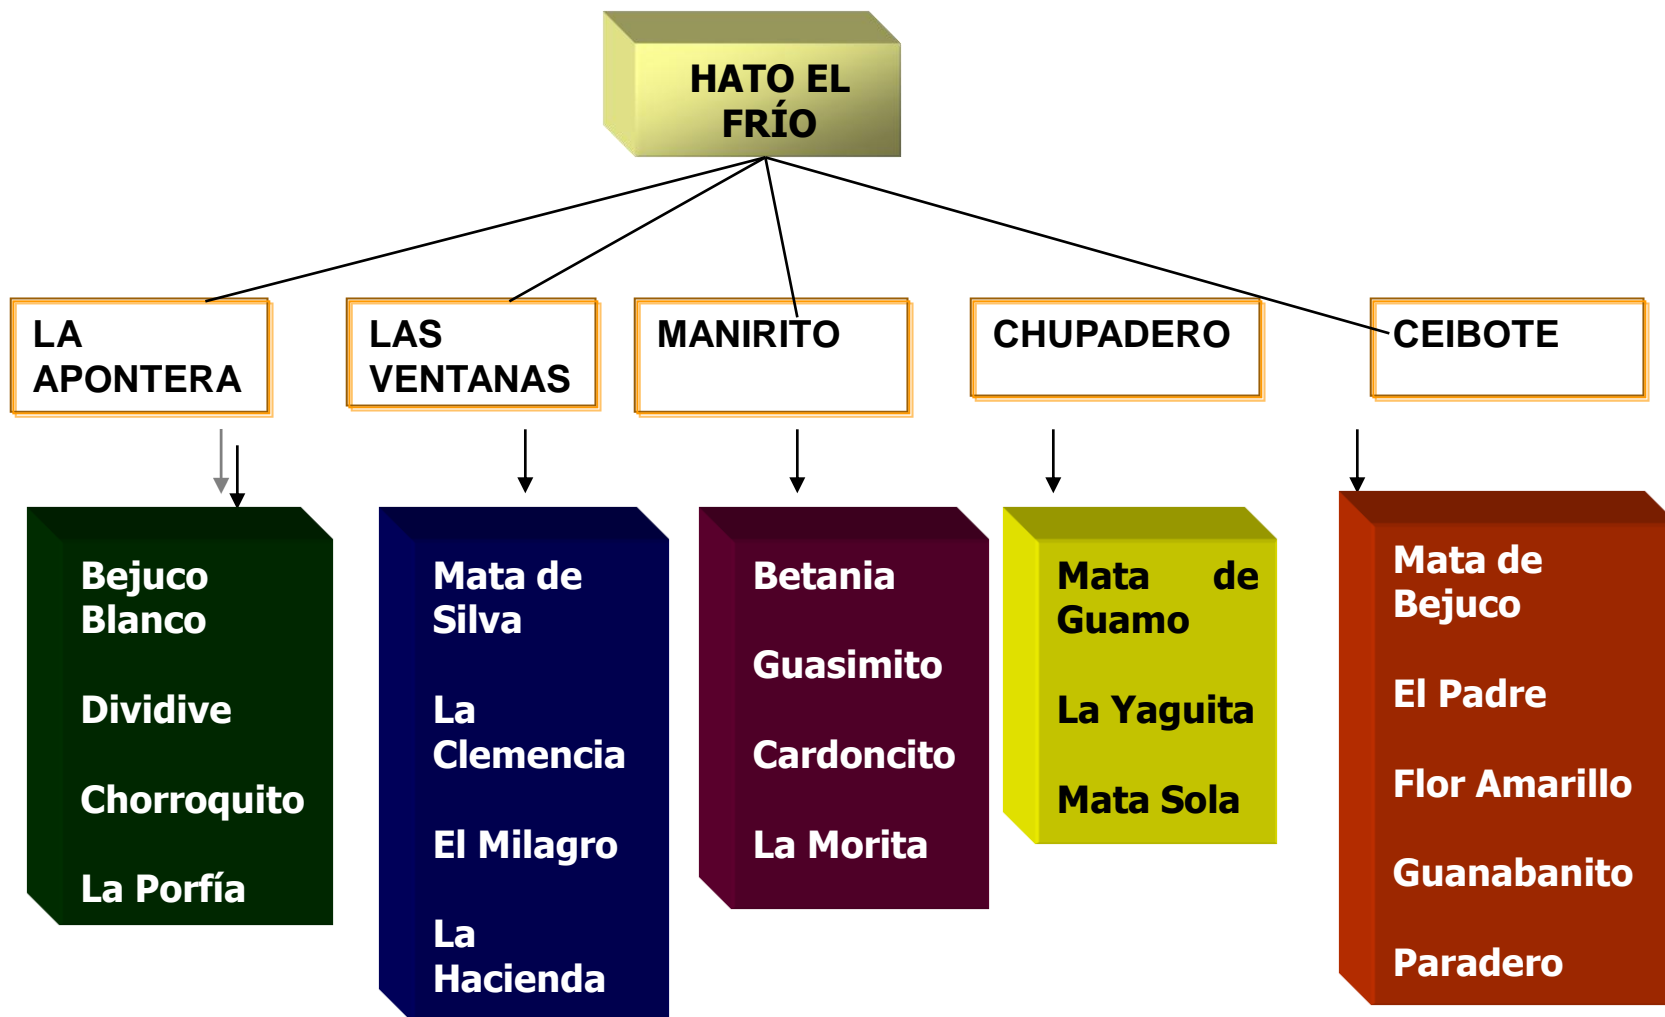 HATO EL
FRÍO
LA
APONTERA
LAS
VENTANAS
MANIRITO
CHUPADERO
CEIBOTE
Bejuco
Blanco
Dividive
Chorroquito
La Porfía
Mata de
Silva
La
Clemencia
El Milagro
La
Hacienda
Betania
Guasimito
Cardoncito
La Morita
Mata de
Guamo
La Yaguita
Mata Sola
Mata de
Bejuco
El Padre
Flor Amarillo
Guanabanito
Paradero